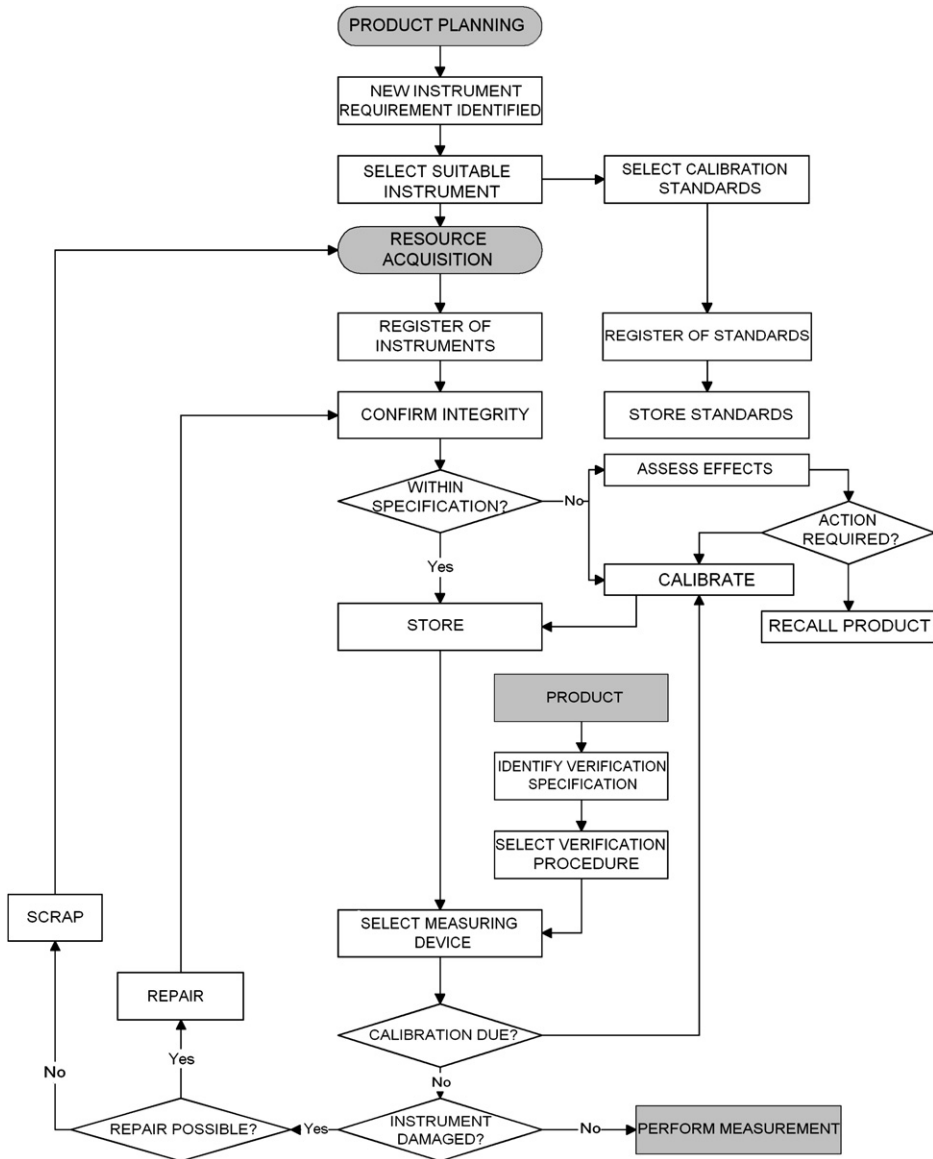 PRODUCT PLANNING
NEW INSTRUMENT
REQUIREMENT IDENTIFIED
SELECT SUITABLE
INSTRUMENT
SELECT CALIBRATION
STANDARDS
RESOURCE
ACQUISITION
REGISTER OF
INSTRUMENTS
REGISTER OF STANDARDS
CONFIRM INTEGRITY
STORE STANDARDS
WITHIN
SPECIFICATION?
No
ASSESS EFFECTS
ACTION
REQUIRED?
Yes
CALIBRATE
STORE
RECALL PRODUCT
PRODUCT
IDENTIFY VERIFICATION
SPECIFICATION
SELECT VERIFICATION
PROCEDURE
SCRAP
SELECT MEASURING
DEVICE
REPAIR
CALIBRATION DUE?
No
Yes
No
REPAIR POSSIBLE?
Yes
INSTRUMENT
DAMAGED?
No
PERFORM MEASUREMENT